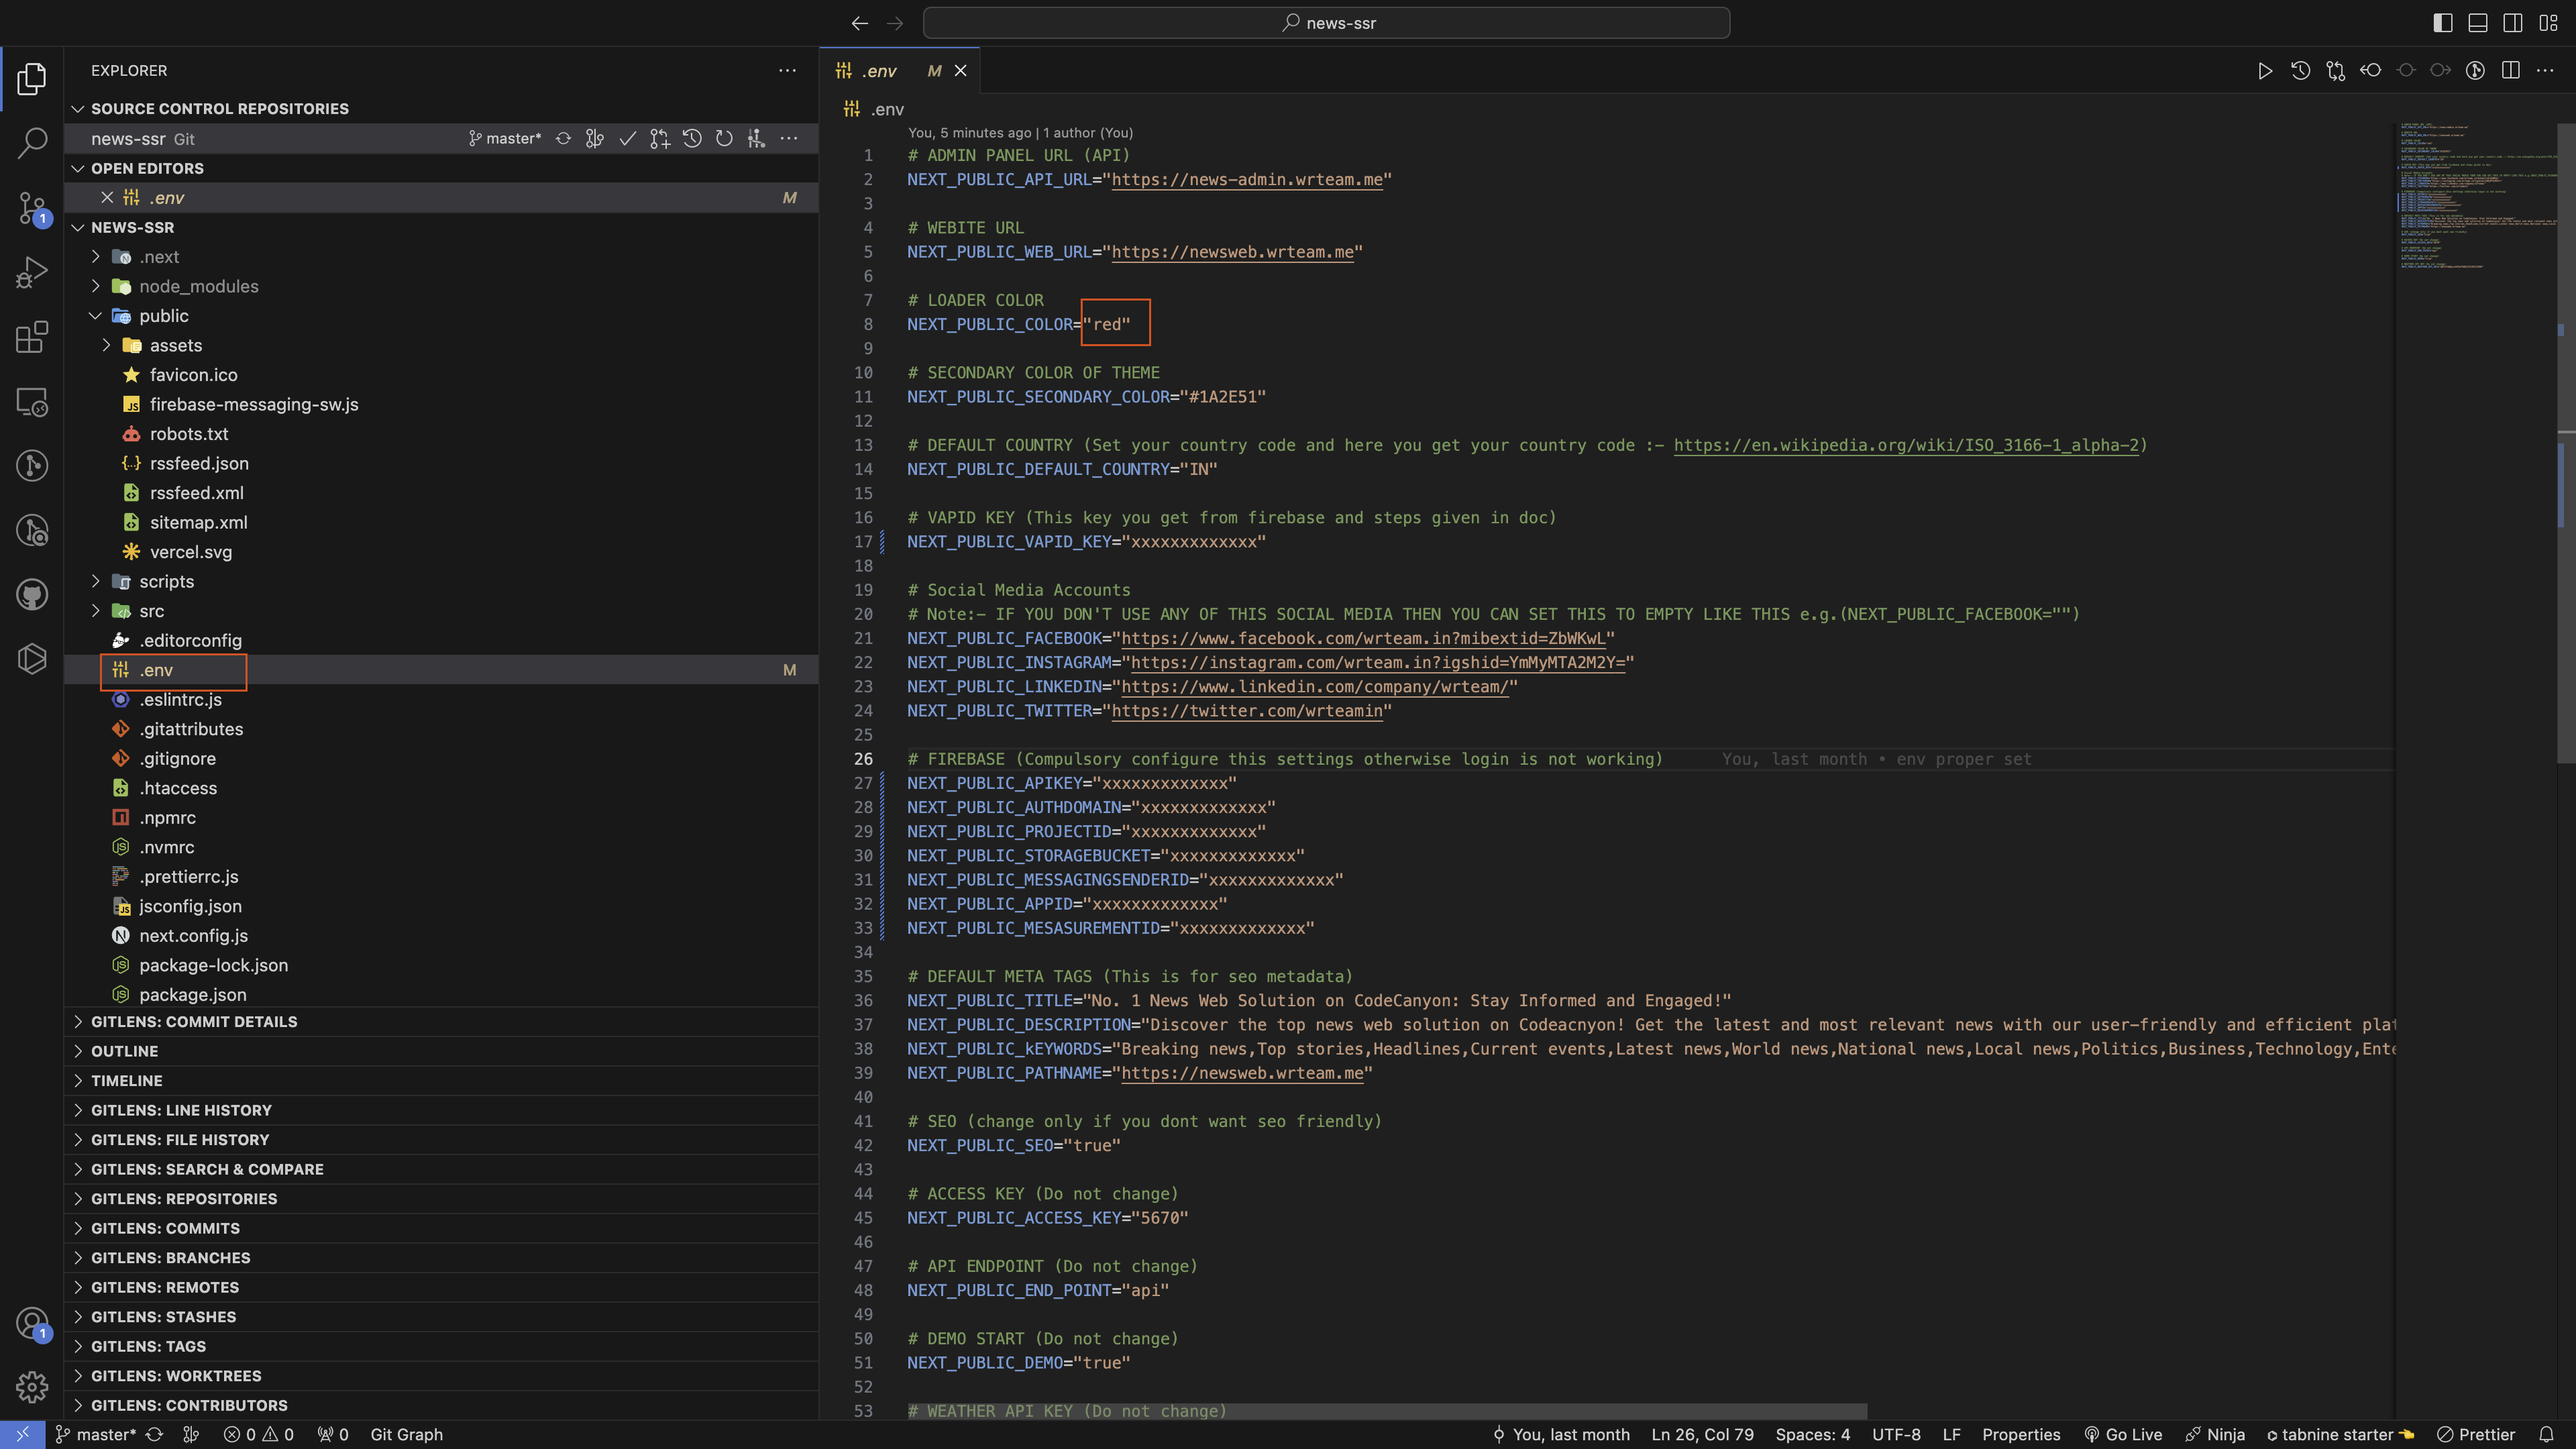 news-ssr
EXPLORER
SOURCE CONTROL REPOSITORIES
news-ssr Git master*
OPEN EDITORS
.env M
NEWS-SSR
.next
node_modules
public
assets
favicon.ico
firebase-messaging-sw.js
robots.txt
rssfeed.json
rssfeed.xml
sitemap.xml
vercel.svg
scripts
src
.editorconfig
.env M
.eslintrc.js
.gitattributes
.gitignore
.htaccess
.npmrc
.nvmrc
.prettierrc.js
jsconfig.json
next.config.js
package-lock.json
package.json
GITLENS: COMMIT DETAILS
OUTLINE
TIMELINE
GITLENS: LINE HISTORY
GITLENS: FILE HISTORY
GITLENS: SEARCH & COMPARE
GITLENS: REPOSITORIES
GITLENS: COMMITS
GITLENS: BRANCHES
GITLENS: REMOTES
GITLENS: STASHES
GITLENS: TAGS
GITLENS: WORKTREES
GITLENS: CONTRIBUTORS
1
1
.env M
.env
You, 5 minutes ago | 1 author (You)
1 # ADMIN PANEL URL (API)
2 NEXT_PUBLIC_API_URL="https://news-admin.wrteam.me"
3
4 # WEBITE URL
5 NEXT_PUBLIC_WEB_URL="https://newsweb.wrteam.me"
6
7 # LOADER COLOR
8 NEXT_PUBLIC_COLOR="red"
9
10 # SECONDARY COLOR OF THEME
11 NEXT_PUBLIC_SECONDARY_COLOR="#1A2E51"
12
13 # DEFAULT COUNTRY (Set your country code and here you get your country code :- https://en.wikipedia.org/wiki/ISO_3166-1_alpha-2)
14 NEXT_PUBLIC_DEFAULT_COUNTRY="IN"
15
16 # VAPID KEY (This key you get from firebase and steps given in doc)
17 NEXT_PUBLIC_VAPID_KEY="xxxxxxxxxxxxx"
18
19 # Social Media Accounts
20 # Note:- IF YOU DON'T USE ANY OF THIS SOCIAL MEDIA THEN YOU CAN SET THIS TO EMPTY LIKE THIS e.g.(NEXT_PUBLIC_FACEBOOK="")
21 NEXT_PUBLIC_FACEBOOK="https://www.facebook.com/wrteam.in?mibextid=ZbWKwL"
22 NEXT_PUBLIC_INSTAGRAM="https://instagram.com/wrteam.in?igshid=YmMyMTA2M2Y="
23 NEXT_PUBLIC_LINKEDIN="https://www.linkedin.com/company/wrteam/"
24 NEXT_PUBLIC_TWITTER="https://twitter.com/wrteamin"
25
26 # FIREBASE (Compulsory configure this settings otherwise login is not working) You, last month • env proper set
27 NEXT_PUBLIC_APIKEY="xxxxxxxxxxxxx"
28 NEXT_PUBLIC_AUTHDOMAIN="xxxxxxxxxxxxx"
29 NEXT_PUBLIC_PROJECTID="xxxxxxxxxxxxx"
30 NEXT_PUBLIC_STORAGEBUCKET="xxxxxxxxxxxxx"
31 NEXT_PUBLIC_MESSAGINGSENDERID="xxxxxxxxxxxxx"
32 NEXT_PUBLIC_APPID="xxxxxxxxxxxxx"
33 NEXT_PUBLIC_MESASUREMENTID="xxxxxxxxxxxxx"
34
35 # DEFAULT META TAGS (This is for seo metadata)
36 NEXT_PUBLIC_TITLE="No. 1 News Web Solution on CodeCanyon: Stay Informed and Engaged!"
37 NEXT_PUBLIC_DESCRIPTION="Discover the top news web solution on Codeacnyon! Get the latest and most relevant news with our user-friendly and efficient plat
38 NEXT_PUBLIC_kEYWORDS="Breaking news,Top stories,Headlines,Current events,Latest news,World news,National news,Local news,Politics,Business,Technology,Ente
39 NEXT_PUBLIC_PATHNAME="https://newsweb.wrteam.me"
40
41 # SEO (change only if you dont want seo friendly)
42 NEXT_PUBLIC_SEO="true"
43
44 # ACCESS KEY (Do not change)
45 NEXT_PUBLIC_ACCESS_KEY="5670"
46
47 # API ENDPOINT (Do not change)
48 NEXT_PUBLIC_END_POINT="api"
49
50 # DEMO START (Do not change)
51 NEXT_PUBLIC_DEMO="true"
52
53 # WEATHER API KEY (Do not change)
master* 0 0 0 Git Graph You, last month Ln 26, Col 79 Spaces: 4 UTF-8 LF Properties Go Live Ninja tabnine starter Prettier